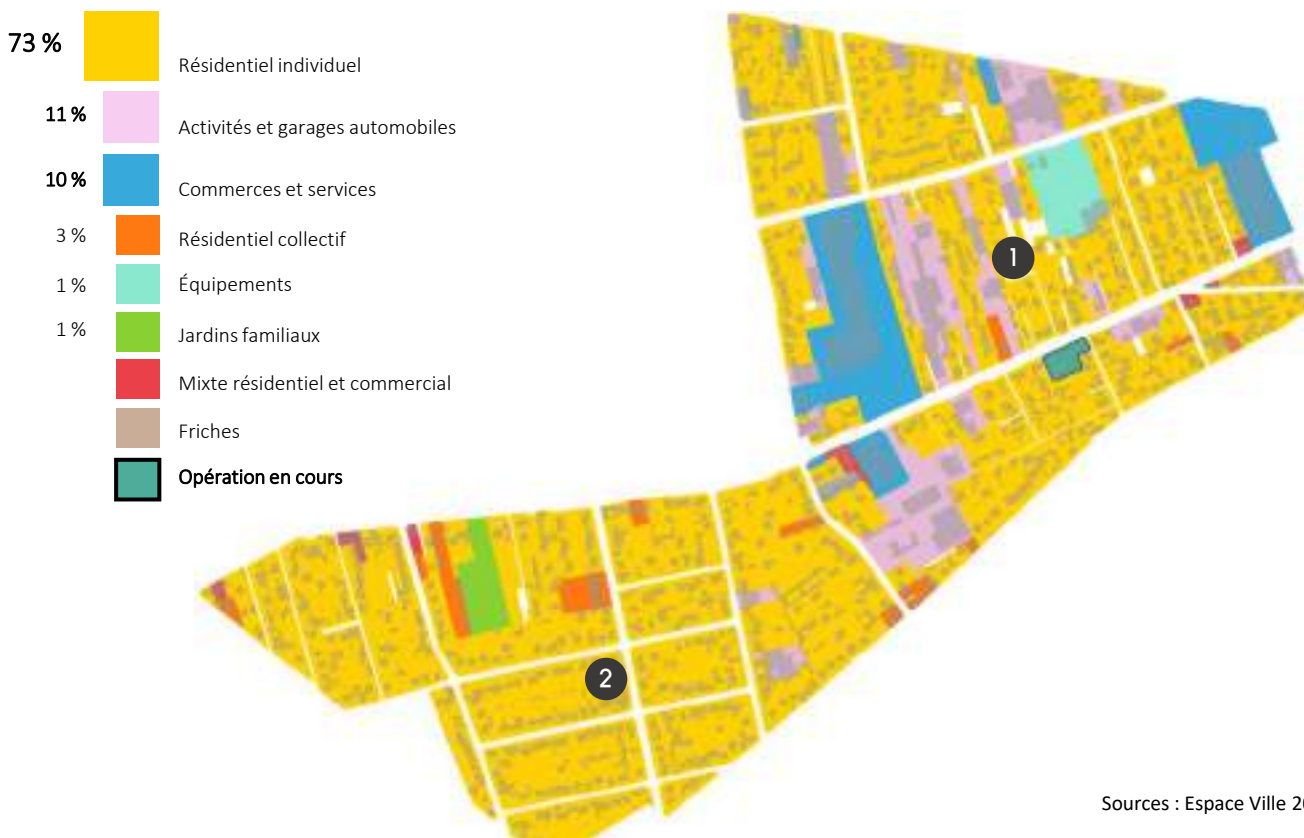 73 %
Résidentiel individuel
11 %
Activités et garages automobiles
10 %
Commerces et services
3 %
Résidentiel collectif
1 %
Équipements
1 %
Jardins familiaux
Mixte résidentiel et commercial
Friches
Opération en cours
1
2
Sources : Espace Ville